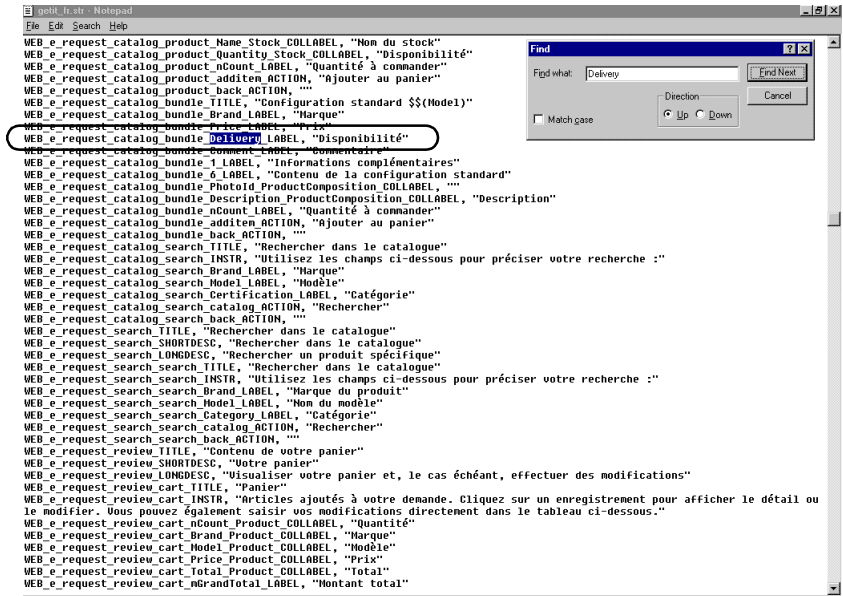 getit_fr.str - Notepad
File Edit Search Help
WEB_e_request_catalog_product_Name_Stock_COLLABEL, "Nom du stock"
WEB_e_request_catalog_product_Quantity_Stock_COLLABEL, "Disponibilité"
WEB_e_request_catalog_product_nCount_LABEL, "Quantité à commander"
WEB_e_request_catalog_product_additem_ACTION, "Ajouter au panier"
WEB_e_request_catalog_product_back_ACTION, ""
WEB_e_request_catalog_bundle_TITLE, "Configuration standard $$(Model)"
WEB_e_request_catalog_bundle_Brand_LABEL, "Marque"
WEB_e_request_catalog_bundle_Price_LABEL, "Prix"
WEB_e_request_catalog_bundle_Delivery_LABEL, "Disponibilité"
WEB_e_request_catalog_bundle_Comment_LABEL, "Commentaire"
WEB_e_request_catalog_bundle_1_LABEL, "Informations complémentaires"
WEB_e_request_catalog_bundle_6_LABEL, "Contenu de la configuration standard"
WEB_e_request_catalog_bundle_PhotoId_ProductComposition_COLLABEL, ""
WEB_e_request_catalog_bundle_Description_ProductComposition_COLLABEL, "Description"
WEB_e_request_catalog_bundle_nCount_LABEL, "Quantité à commander"
WEB_e_request_catalog_bundle_additem_ACTION, "Ajouter au panier"
WEB_e_request_catalog_bundle_back_ACTION, ""
WEB_e_request_catalog_search_TITLE, "Rechercher dans le catalogue"
WEB_e_request_catalog_search_INSTR, "Utilisez les champs ci-dessous pour préciser votre recherche :"
WEB_e_request_catalog_search_Brand_LABEL, "Marque"
WEB_e_request_catalog_search_Model_LABEL, "Modèle"
WEB_e_request_catalog_search_Certification_LABEL, "Catégorie"
WEB_e_request_catalog_search_catalog_ACTION, "Rechercher"
WEB_e_request_catalog_search_back_ACTION, ""
WEB_e_request_search_TITLE, "Rechercher dans le catalogue"
WEB_e_request_search_SHORTDESC, "Rechercher dans le catalogue"
WEB_e_request_search_LONGDESC, "Rechercher un produit spécifique"
WEB_e_request_search_search_TITLE, "Rechercher dans le catalogue"
WEB_e_request_search_search_INSTR, "Utilisez les champs ci-dessous pour préciser votre recherche :"
WEB_e_request_search_search_Brand_LABEL, "Marque du produit"
WEB_e_request_search_search_Model_LABEL, "Nom du modèle"
WEB_e_request_search_search_Category_LABEL, "Catégorie"
WEB_e_request_search_search_catalog_ACTION, "Rechercher"
WEB_e_request_search_search_back_ACTION, ""
WEB_e_request_review_TITLE, "Contenu de votre panier"
WEB_e_request_review_SHORTDESC, "Votre panier"
WEB_e_request_review_LONGDESC, "Visualiser votre panier et, le cas échéant, effectuer des modifications"
WEB_e_request_review_cart_TITLE, "Panier"
WEB_e_request_review_cart_INSTR, "Articles ajoutés à votre demande. Cliquez sur un enregistrement pour afficher le détail ou
le modifier. Vous pouvez également saisir vos modifications directement dans le tableau ci-dessous."
WEB_e_request_review_cart_nCount_Product_COLLABEL, "Quantité"
WEB_e_request_review_cart_Brand_Product_COLLABEL, "Marque"
WEB_e_request_review_cart_Model_Product_COLLABEL, "Modèle"
WEB_e_request_review_cart_Price_Product_COLLABEL, "Prix"
WEB_e_request_review_cart_Total_Product_COLLABEL, "Total"
WEB_e_request_review_cart_mGrandTotal_LABEL, "Montant total"
Find
Find what: Delivery
Find Next
Direction
Cancel
Match case
Up Down